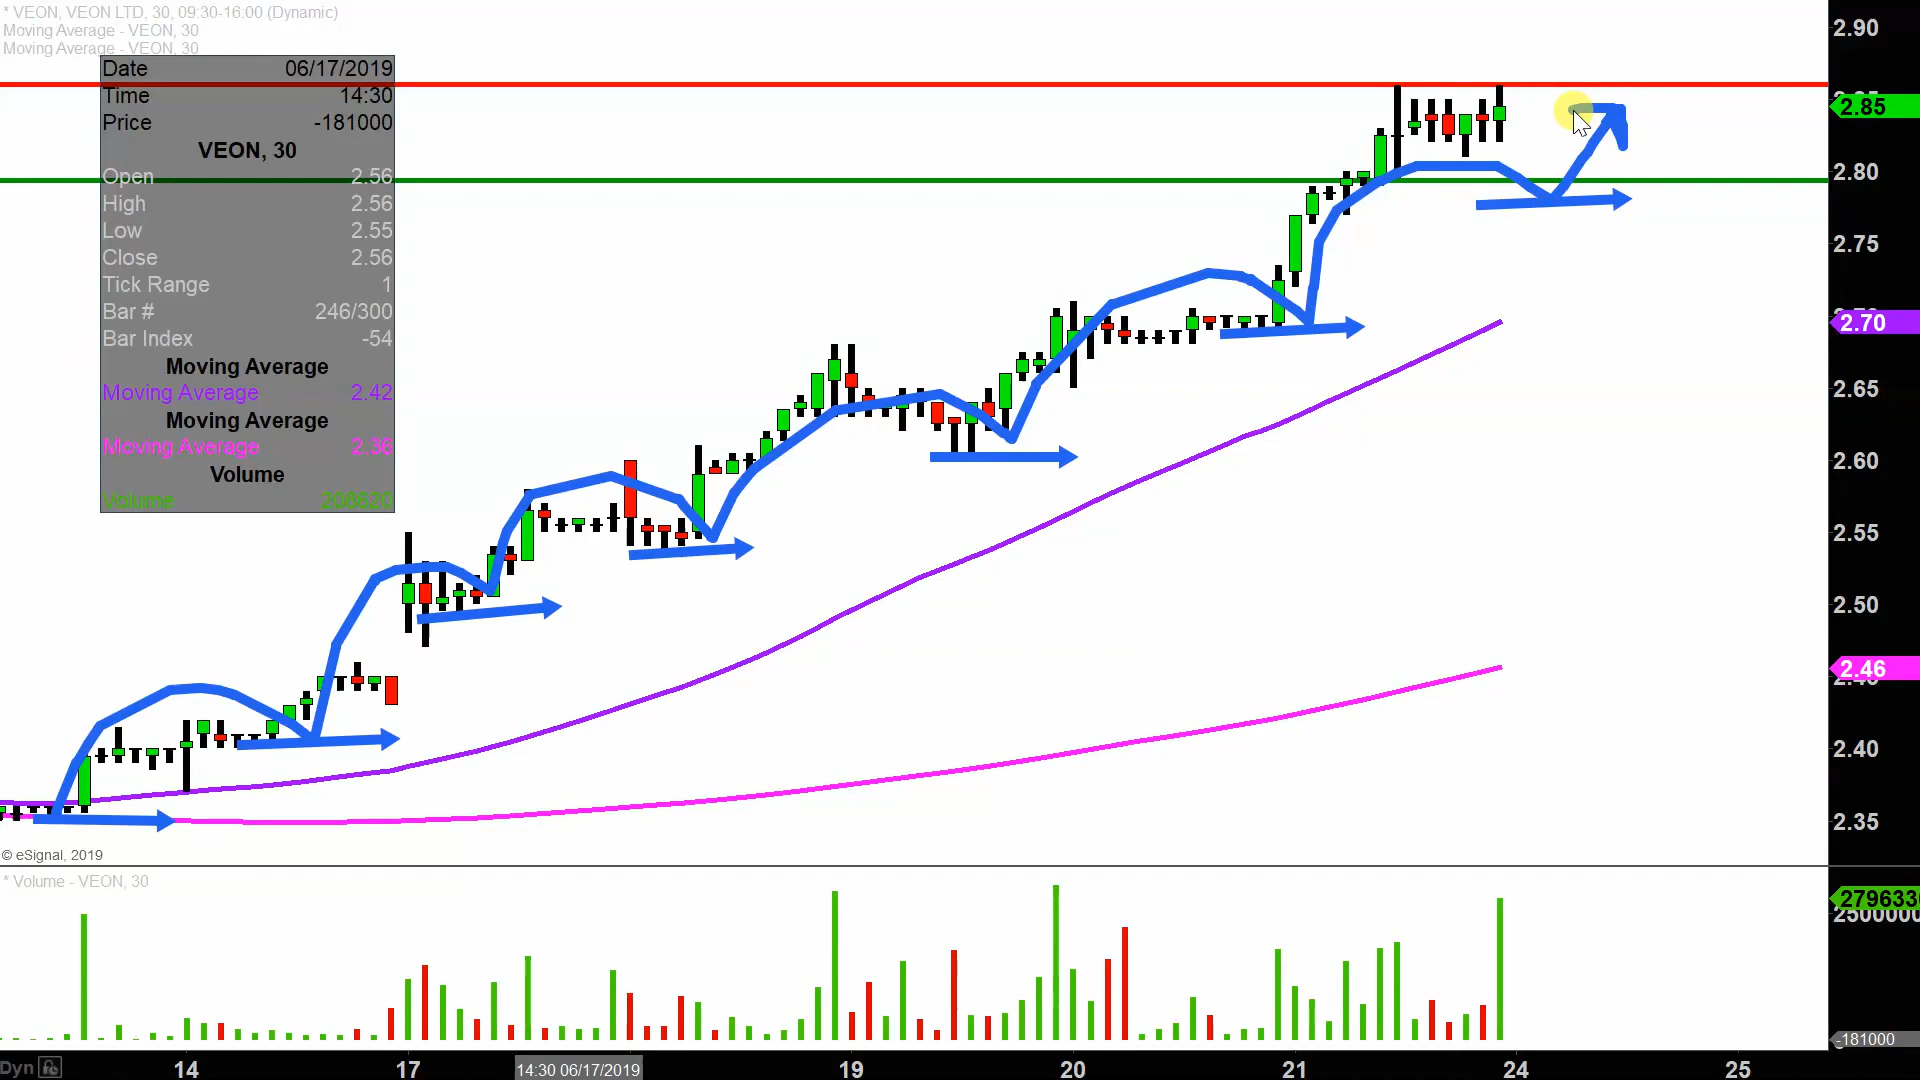 * VEON, VEON LTD, 30, 09:30-16:00 (Dynamic)
Moving Average - VEON, 30
Moving Average - VEON, 30
Date 06/17/2019
Time 14:30
Price -181000
VEON, 30
Open 2.56
High 2.56
Low 2.55
Close 2.56
Tick Range 1
Bar # 246/300
Bar Index -54
Moving Average
Moving Average 2.42
Moving Average
Moving Average 2.36
Volume
Volume 208620
2.90
2.85
2.80
2.75
2.70
2.65
2.60
2.55
2.50
2.46
2.40
2.35
© eSignal, 2019
* Volume - VEON, 30
2796330
2500000
-181000
Dyn
14
17
14:30 06/17/2019
19
20
21
24
25